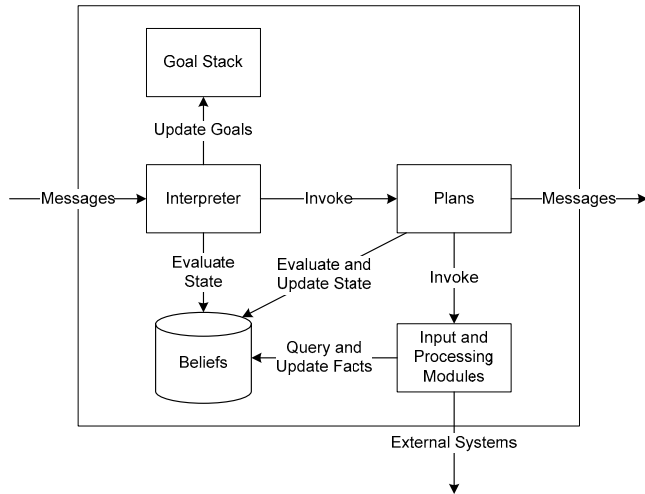 Goal Stack
Update Goals
Messages
Interpreter
Invoke
Plans
Messages
Evaluate
State
Evaluate and
Update State
Invoke
Beliefs
Query and
Update Facts
Input and
Processing
Modules
External Systems